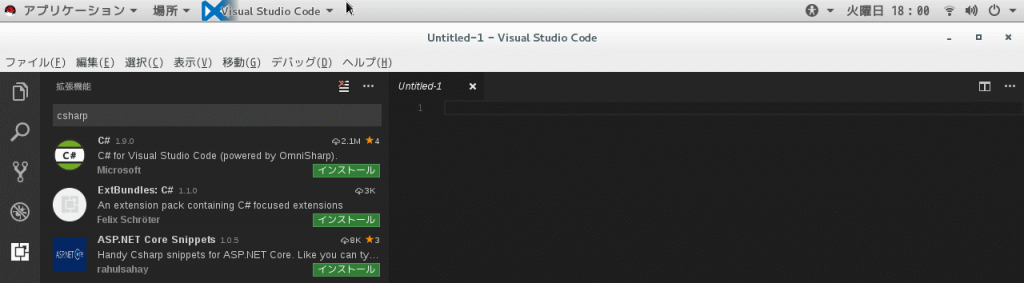 アプリケーション 場所 Visual Studio Code 火曜日 18:00
Untitled-1 - Visual Studio Code
ファイル(F) 編集(E) 選択(C) 表示(V) 移動(G) デバッグ(D) ヘルプ(H)
拡張機能
Untitled-1
1
csharp
C# 1.9.0 2.1M 4
C#
C# for Visual Studio Code (powered by OmniSharp).
Microsoft インストール
ExtBundles: C# 1.1.0 3K
An extension pack containing C# focused extensions
Felix Schröter インストール
ASP.NET Core Snippets 1.0.5 8K 3
ASP.NET Core
Handy Csharp snippets for ASP.NET Core. Like you can ty...
rahulsahay インストール